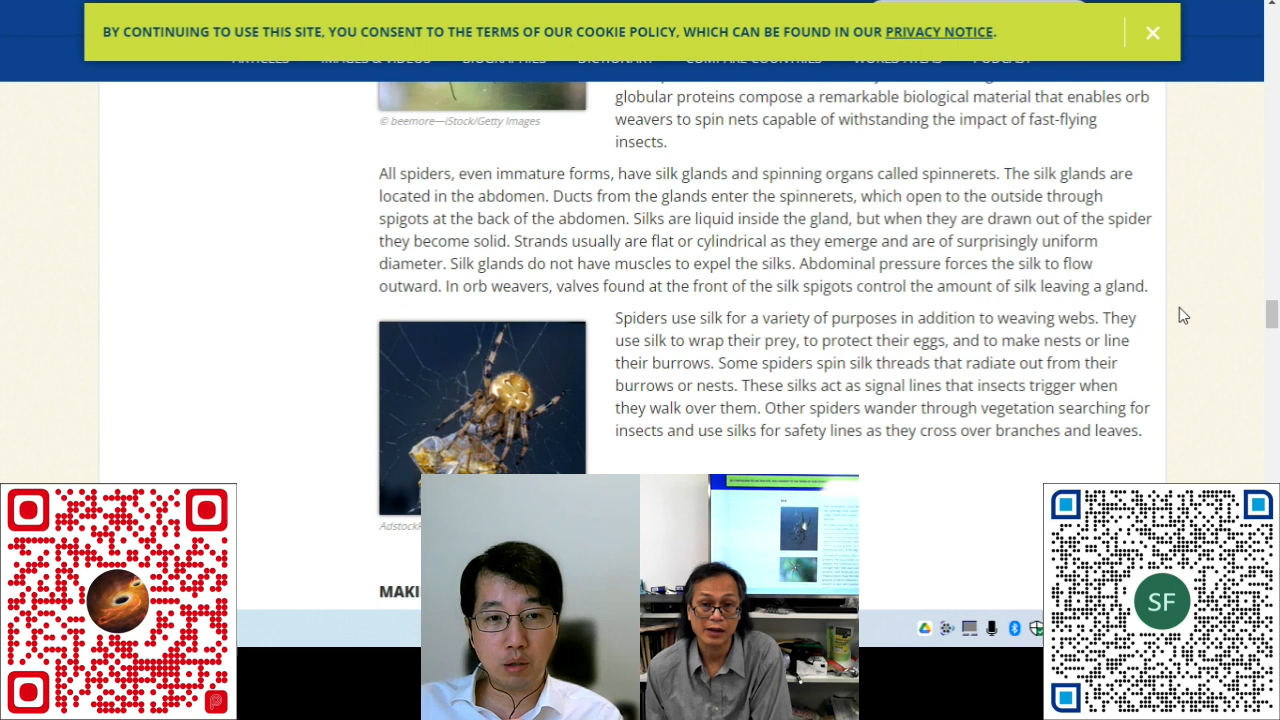 BY CONTINUING TO USE THIS SITE, YOU CONSENT TO THE TERMS OF OUR COOKIE POLICY, WHICH CAN BE FOUND IN OUR PRIVACY NOTICE.
ARTICLES IMAGES & VIDEOS BIOGRAPHIES DICTIONARY COMPARE COUNTRIES WORLD ATLAS PODCAST
globular proteins compose a remarkable biological material that enables orb
weavers to spin nets capable of withstanding the impact of fast-flying
insects.
© beemore—iStock/Getty Images
All spiders, even immature forms, have silk glands and spinning organs called spinnerets. The silk glands are
located in the abdomen. Ducts from the glands enter the spinnerets, which open to the outside through
spigots at the back of the abdomen. Silks are liquid inside the gland, but when they are drawn out of the spider
they become solid. Strands usually are flat or cylindrical as they emerge and are of surprisingly uniform
diameter. Silk glands do not have muscles to expel the silks. Abdominal pressure forces the silk to flow
outward. In orb weavers, valves found at the front of the silk spigots control the amount of silk leaving a gland.
Spiders use silk for a variety of purposes in addition to weaving webs. They
use silk to wrap their prey, to protect their eggs, and to make nests or line
their burrows. Some spiders spin silk threads that radiate out from their
burrows or nests. These silks act as signal lines that insects trigger when
they walk over them. Other spiders wander through vegetation searching for
insects and use silks for safety lines as they cross over branches and leaves.
MAKI
SF